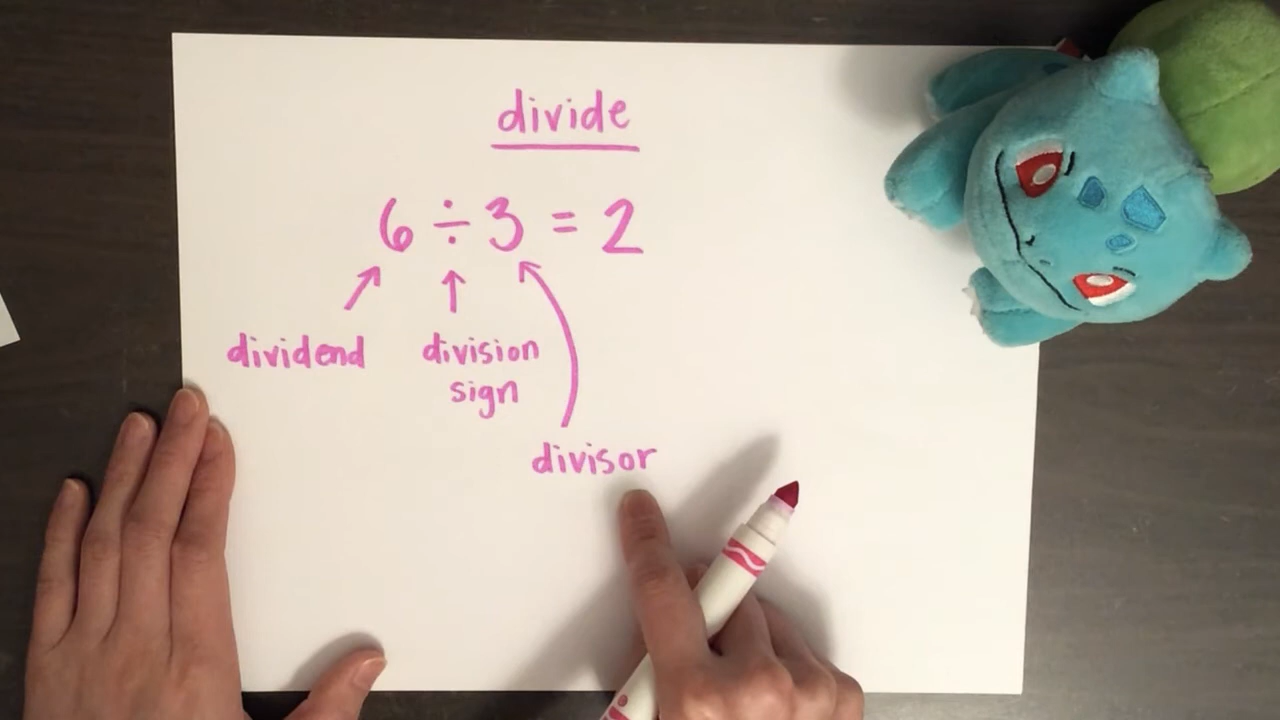 divide
6 ÷ 3 = 2
dividend
division
sign
divisor